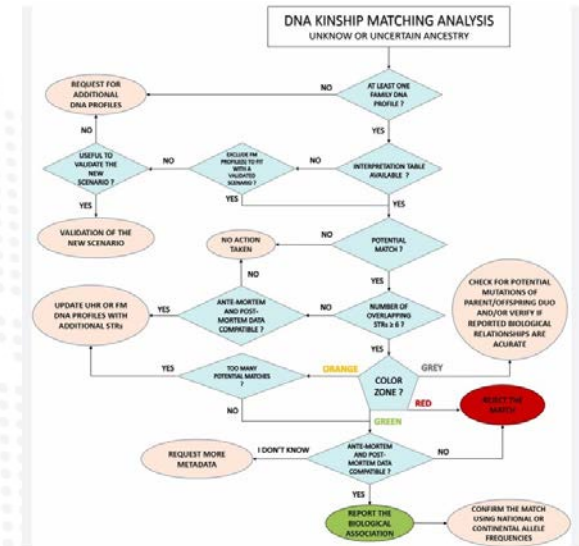 DNA KINSHIP MATCHING ANALYSIS
UNKNOW OR UNCERTAIN ANCESTRY
AT LEAST ONE
FAMILY DNA
PROFILE ?
NO
REQUEST FOR
ADDITIONAL
DNA PROFILES
YES
NO
USEFUL TO
VALIDATE THE
NEW
SCENARIO ?
NO
EXCLUDE FM
PROFILE(S) TO FIT
WITH A
VALIDATED
SCENARIO ?
NO
INTERPRETATION TABLE
AVAILABLE ?
YES
YES
YES
VALIDATION OF THE
NEW SCENARIO
NO ACTION
TAKEN
NO
POTENTIAL
MATCH ?
CHECK FOR POTENTIAL
MUTATIONS OF
PARENT/OFFSPRING DUO
AND/OR VERIFY IF
REPORTED BIOLOGICAL
RELATIONSHIPS ARE
ACURATE
NO
YES
UPDATE UHR OR FM
DNA PROFILES WITH
ADDITIONAL STRs
YES
ANTE-MORTEM
AND POST-
MORTEM DATA
COMPATIBLE ?
NO
NUMBER OF
OVERLAPPING
STRs ≥ 6 ?
YES
YES
TOO MANY
POTENTIAL MATCHES
?
ORANGE
COLOR
ZONE ?
GREY
RED
REJECT THE
MATCH
NO
GREEN
REQUEST MORE
METADATA
I DON'T KNOW
ANTE-MORTEM
AND POST-
MORTEM DATA
COMPATIBLE ?
NO
YES
REPORT THE
BIOLOGICAL
ASSOCIATION
CONFIRM THE MATCH
USING NATIONAL OR
CONTINENTAL ALLELE
FREQUENCIES